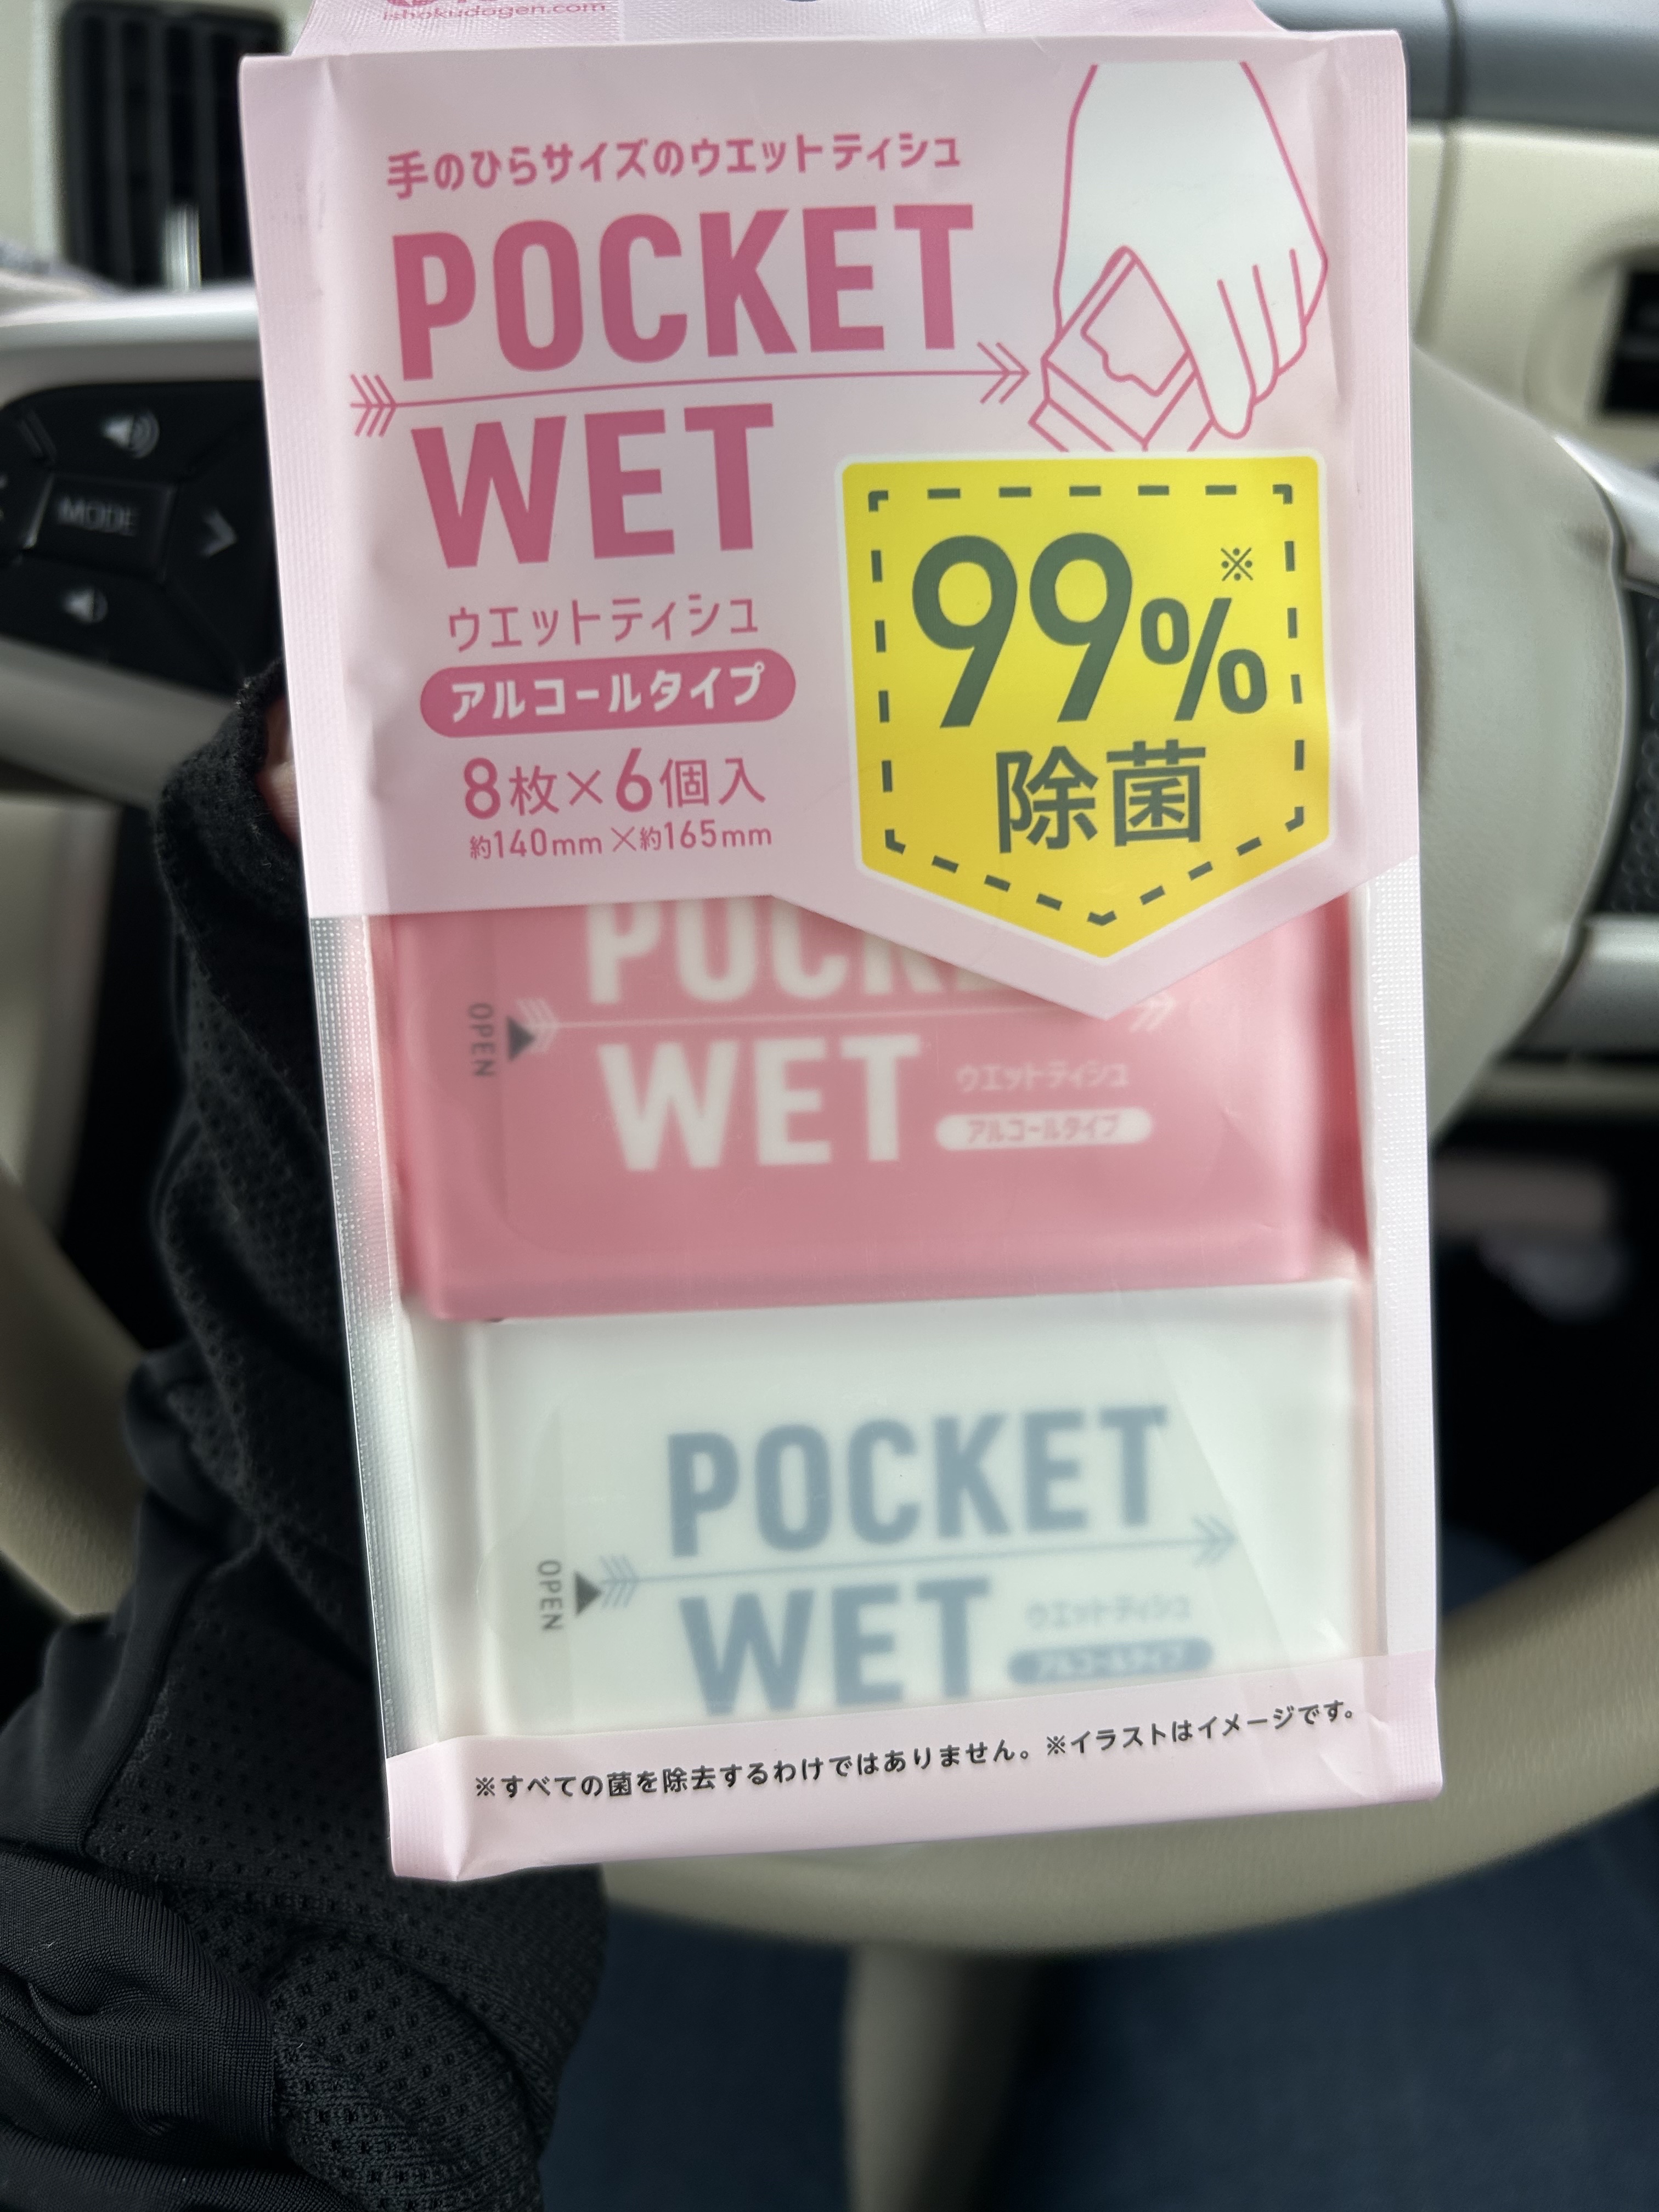 ishokudogen.com
手のひらサイズのウエットティシュ
POCKET
WET
ウエットティシュ
アルコールタイプ
8枚×6個入
約140mm×約165mm
99%※
除菌
POCKE
OPEN
WET
ウエットティシュ
アルコールタイプ
POCKET
OPEN
WET
ウエットティシュ
アルコールタイプ
※すべての菌を除去するわけではありません。※イラストはイメージです。
MODE